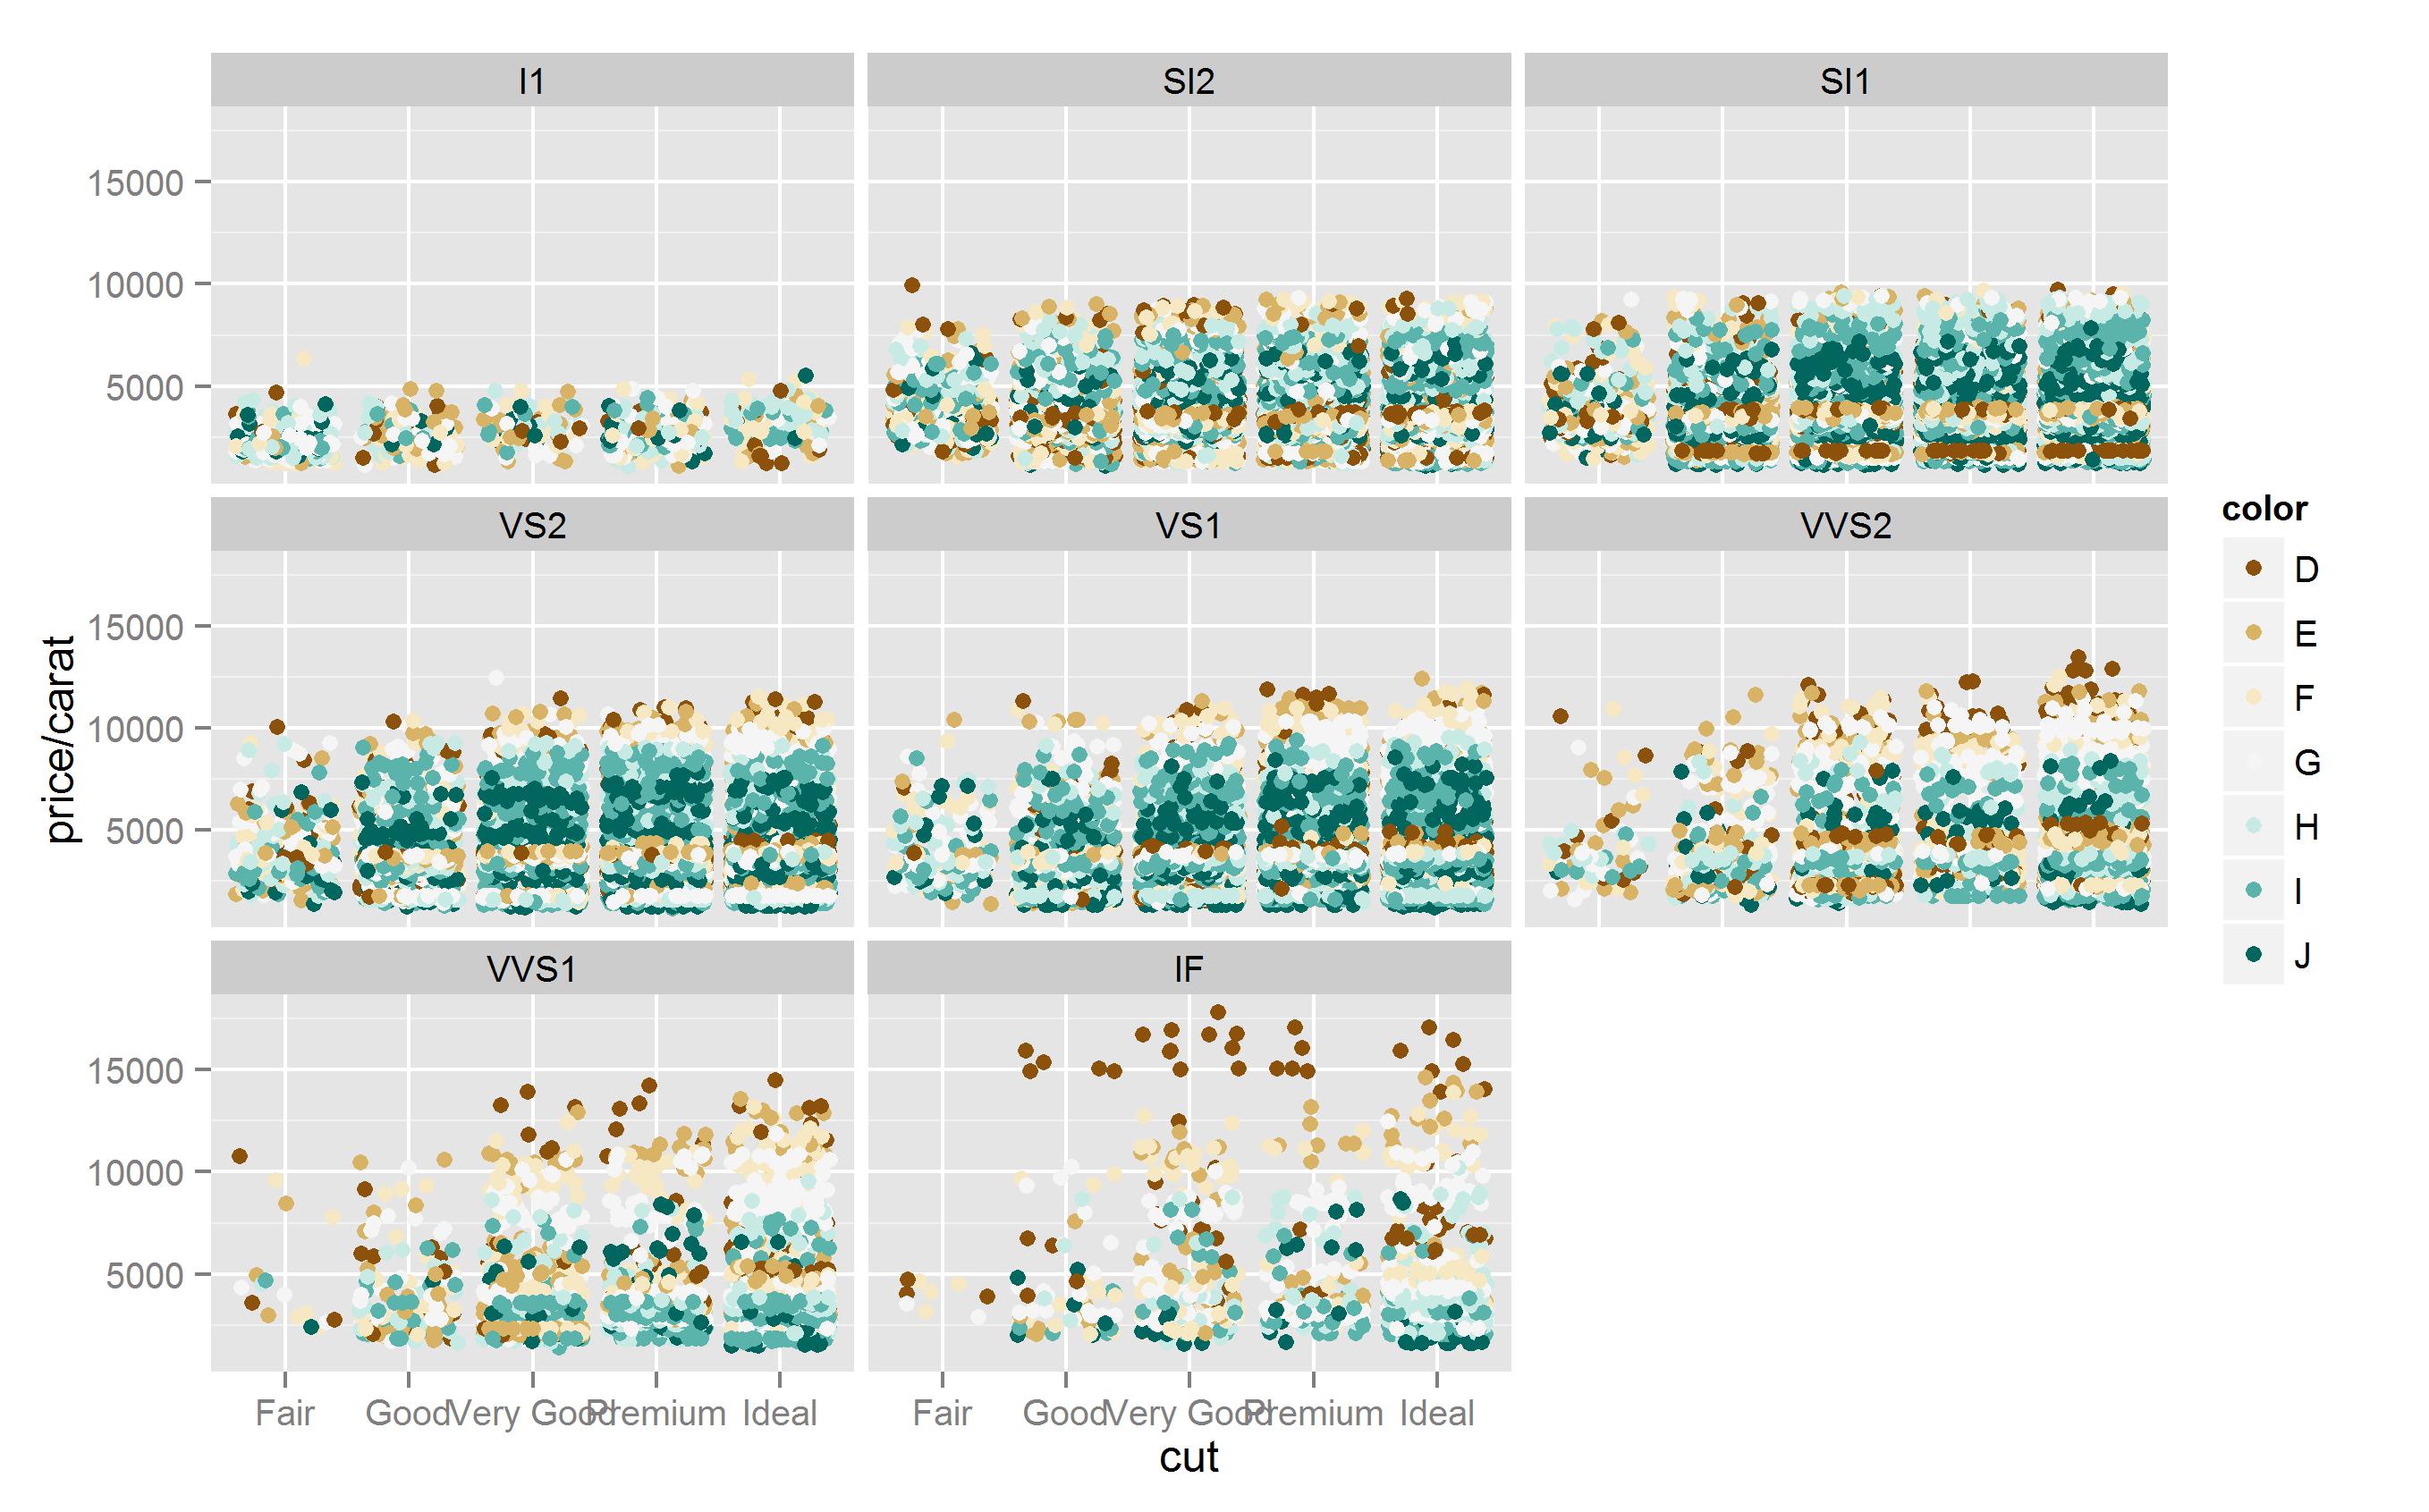 I1
SI2
SI1
15000
10000
5000
VS2
VS1
VVS2
15000
10000
5000
VVS1
IF
15000
10000
5000
Fair
Good
Very Good
Premium
Ideal
Fair
Good
Very Good
Premium
Ideal
cut
price/carat
color
D
E
F
G
H
I
J